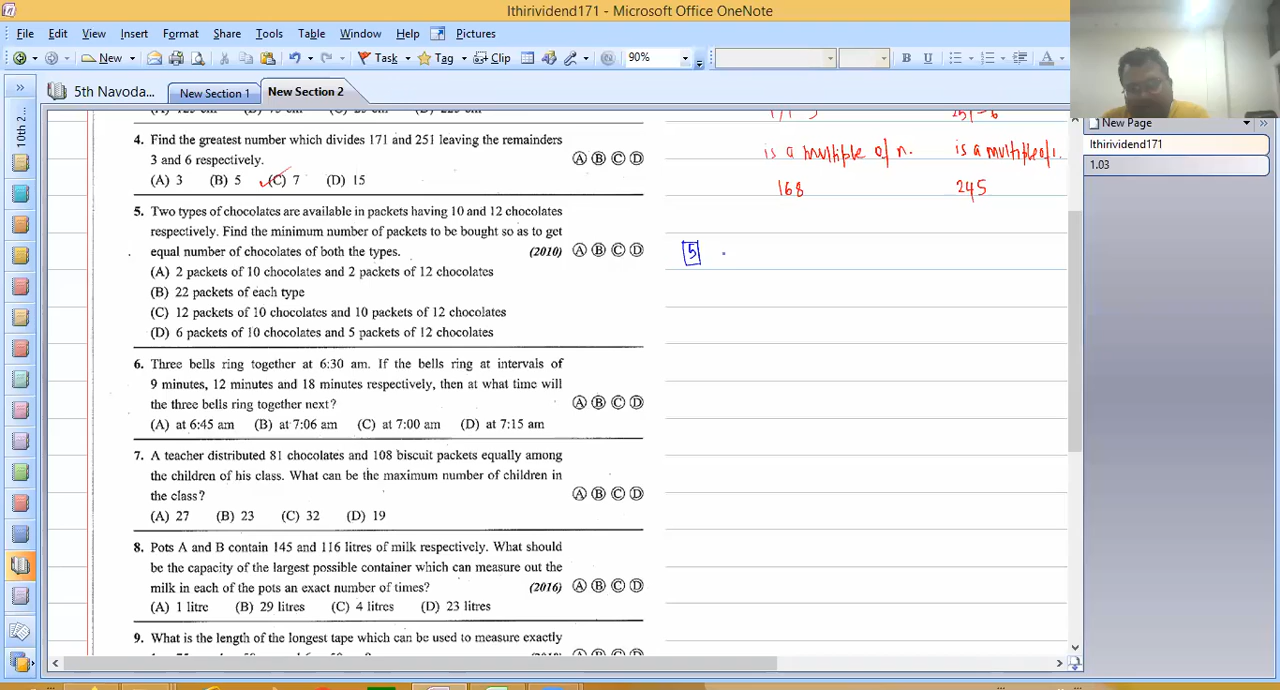 Ithirividend171 - Microsoft Office OneNote
File Edit View Insert Format Share Tools Table Window Help Pictures
New Task Tag Clip 90% B U A
5th Navoda... New Section 1 New Section 2
New Page
Ithirividend171
1.03
10th 2...
4. Find the greatest number which divides 171 and 251 leaving the remainders
3 and 6 respectively. Ⓐ Ⓑ Ⓒ Ⓓ
(A) 3 (B) 5 (C) 7 (D) 15
5. Two types of chocolates are available in packets having 10 and 12 chocolates
respectively. Find the minimum number of packets to be bought so as to get
equal number of chocolates of both the types. (2010) Ⓐ Ⓑ Ⓒ Ⓓ
(A) 2 packets of 10 chocolates and 2 packets of 12 chocolates
(B) 22 packets of each type
(C) 12 packets of 10 chocolates and 10 packets of 12 chocolates
(D) 6 packets of 10 chocolates and 5 packets of 12 chocolates
6. Three bells ring together at 6:30 am. If the bells ring at intervals of
9 minutes, 12 minutes and 18 minutes respectively, then at what time will
the three bells ring together next? Ⓐ Ⓑ Ⓒ Ⓓ
(A) at 6:45 am (B) at 7:06 am (C) at 7:00 am (D) at 7:15 am
7. A teacher distributed 81 chocolates and 108 biscuit packets equally among
the children of his class. What can be the maximum number of children in
the class? Ⓐ Ⓑ Ⓒ Ⓓ
(A) 27 (B) 23 (C) 32 (D) 19
8. Pots A and B contain 145 and 116 litres of milk respectively. What should
be the capacity of the largest possible container which can measure out the
milk in each of the pots an exact number of times? (2016) Ⓐ Ⓑ Ⓒ Ⓓ
(A) 1 litre (B) 29 litres (C) 4 litres (D) 23 litres
9. What is the length of the longest tape which can be used to measure exactly
is a multiple of n. is a multiple of
168 245
5